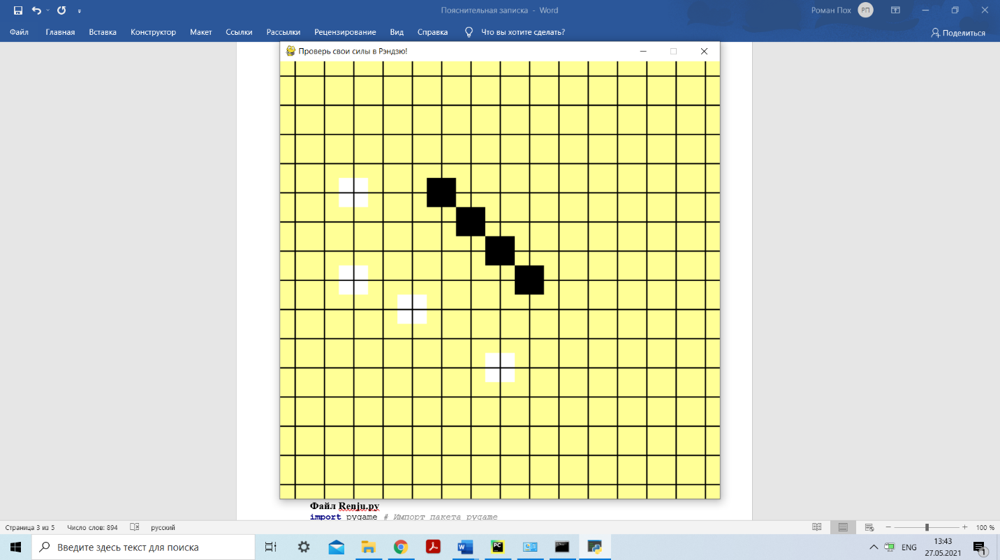 Пояснительная записка - Word
Роман Пох
РП
Файл Главная Вставка Конструктор Макет Ссылки Рассылки Рецензирование Вид Справка Что вы хотите сделать? Поделиться
Проверь свои силы в Рэндзю!
Файл Renju.py
import pygame # Импорт пакета pygame
Страница 3 из 5 Число слов: 894 русский 100 %
Введите здесь текст для поиска
W
PC
ENG
13:43
27.05.2021
1